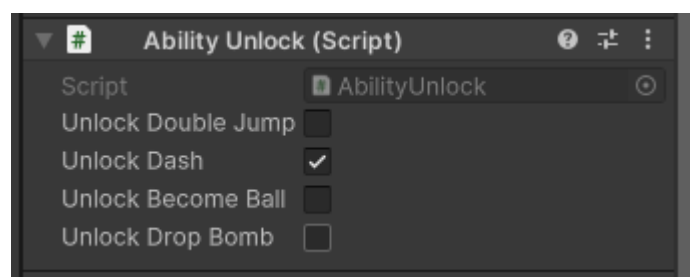 # Ability Unlock (Script)
Script # AbilityUnlock
Unlock Double Jump
Unlock Dash
Unlock Become Ball
Unlock Drop Bomb